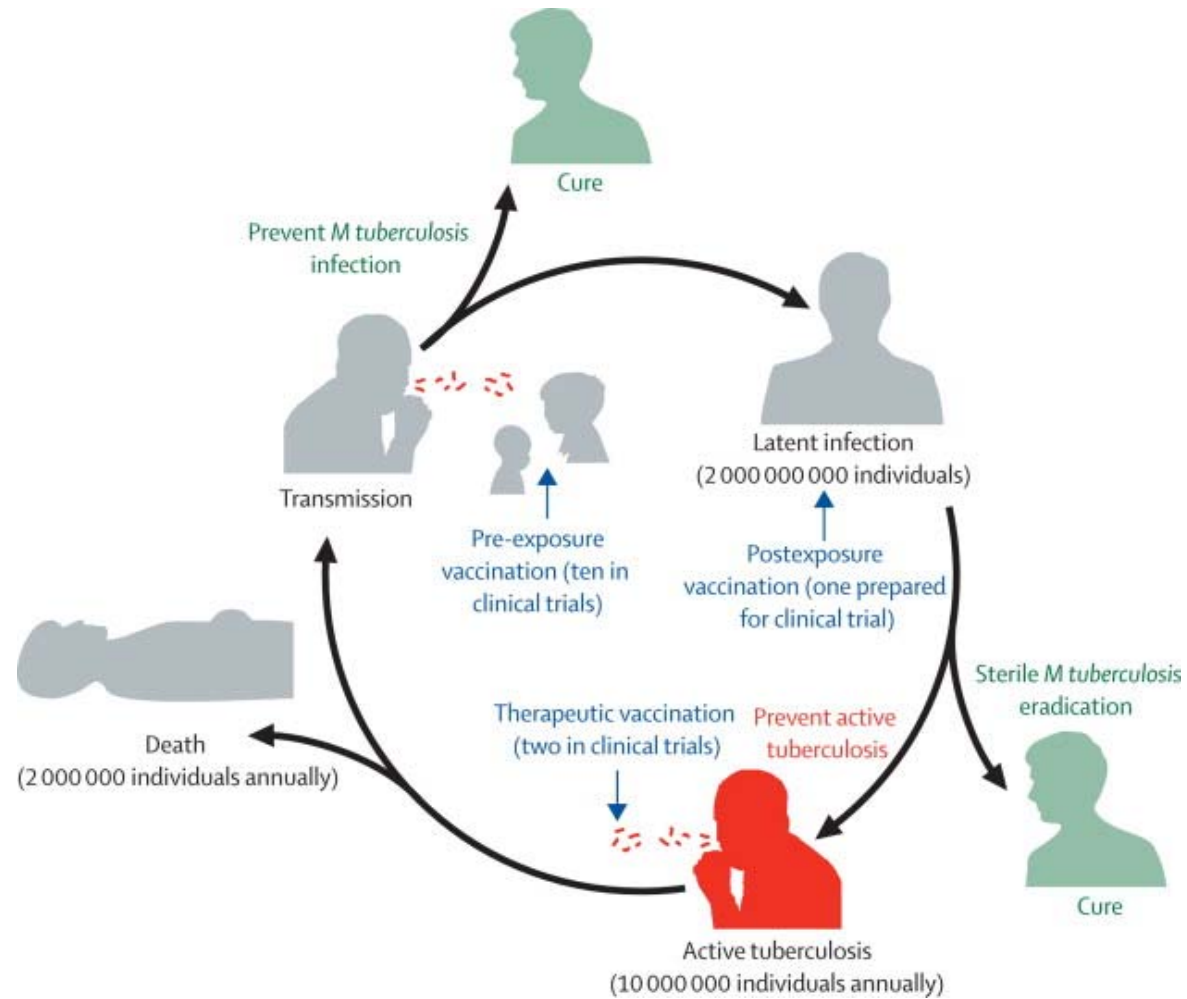 Cure
Prevent M tuberculosis
infection
Transmission
Latent infection
(2 000 000 000 individuals)
Pre-exposure
vaccination (ten in
clinical trials)
Postexposure
vaccination (one prepared
for clinical trial)
Sterile M tuberculosis
eradication
Cure
Therapeutic vaccination
(two in clinical trials)
Prevent active
tuberculosis
Death
(2 000 000 individuals annually)
Active tuberculosis
(10 000 000 individuals annually)